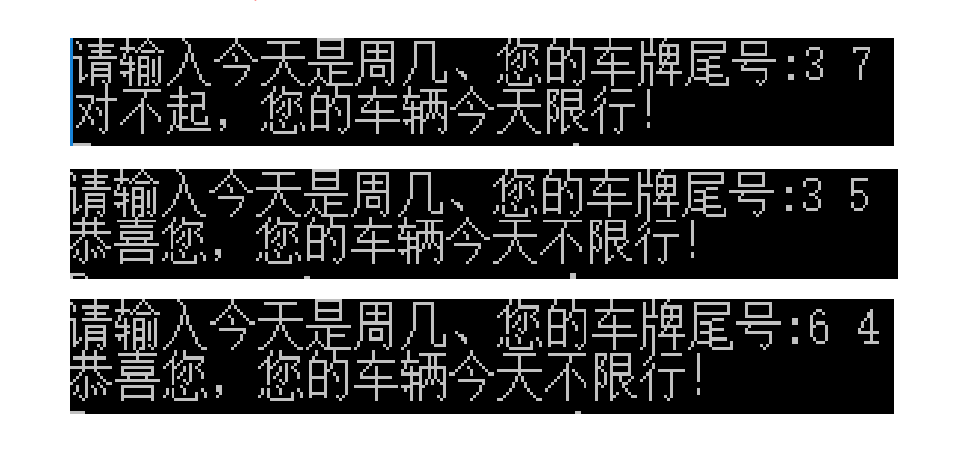 请输入今天是周几、您的车牌尾号:3 7
对不起，您的车辆今天限行!
请输入今天是周几、您的车牌尾号:3 5
恭喜您，您的车辆今天不限行!
请输入今天是周几、您的车牌尾号:6 4
恭喜您，您的车辆今天不限行!